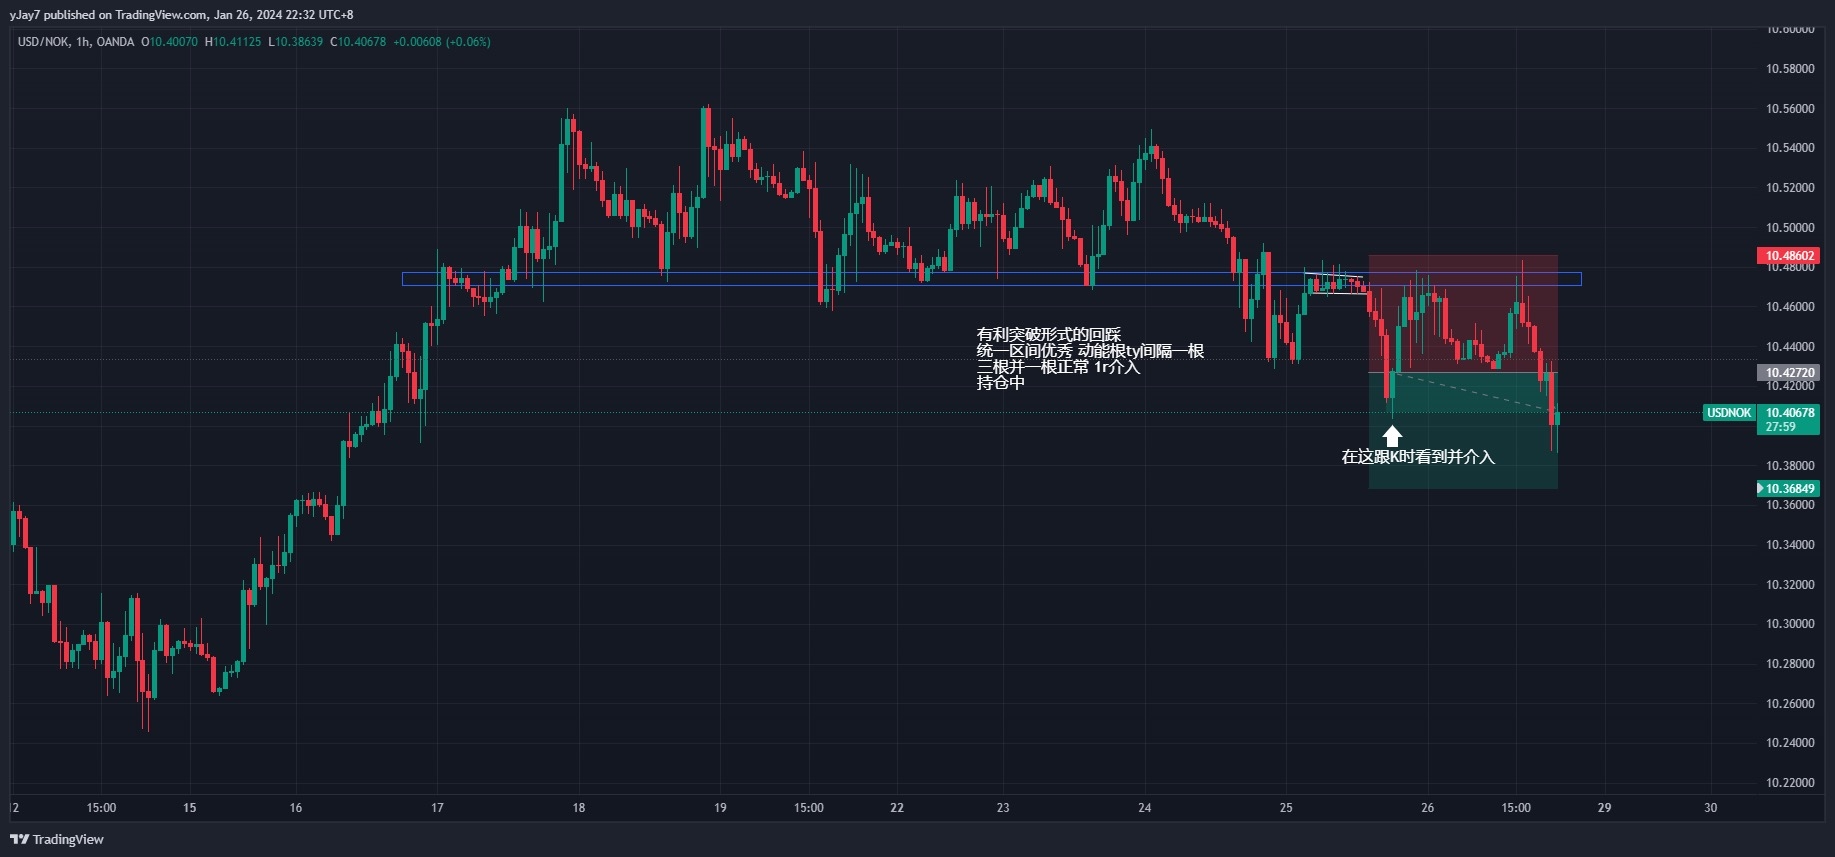 yJay7 published on TradingView.com, Jan 26, 2024 22:32 UTC+8
USD/NOK, 1h, OANDA O10.40070 H10.41125 L10.38639 C10.40678 +0.00608 (+0.06%)
10.60000
10.58000
10.56000
10.54000
10.52000
10.50000
10.48602
10.48000
10.46000
10.44000
10.42720
10.42000
USDNOK 10.40678
27:59
10.38000
10.36849
10.36000
10.34000
10.32000
10.30000
10.28000
10.26000
10.24000
10.22000
有利突破形式的回踩
统一区间优秀 动能根ty间隔一根
三根并一根正常 1r介入
持仓中
在这跟K时看到并介入
12 15:00 15 16 17 18 19 15:00 22 23 24 25 26 15:00 29 30
TradingView